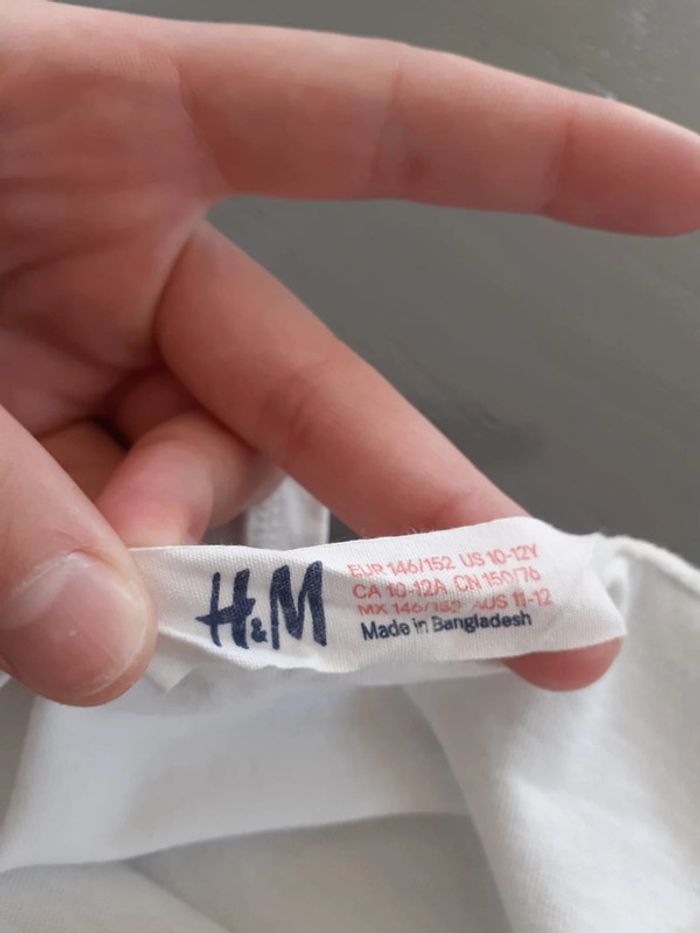 H&M
EUR 146/152 US 10-12Y
CA 10-12A CN 150/76
MX 146/152 AUS 11-12
Made in Bangladesh